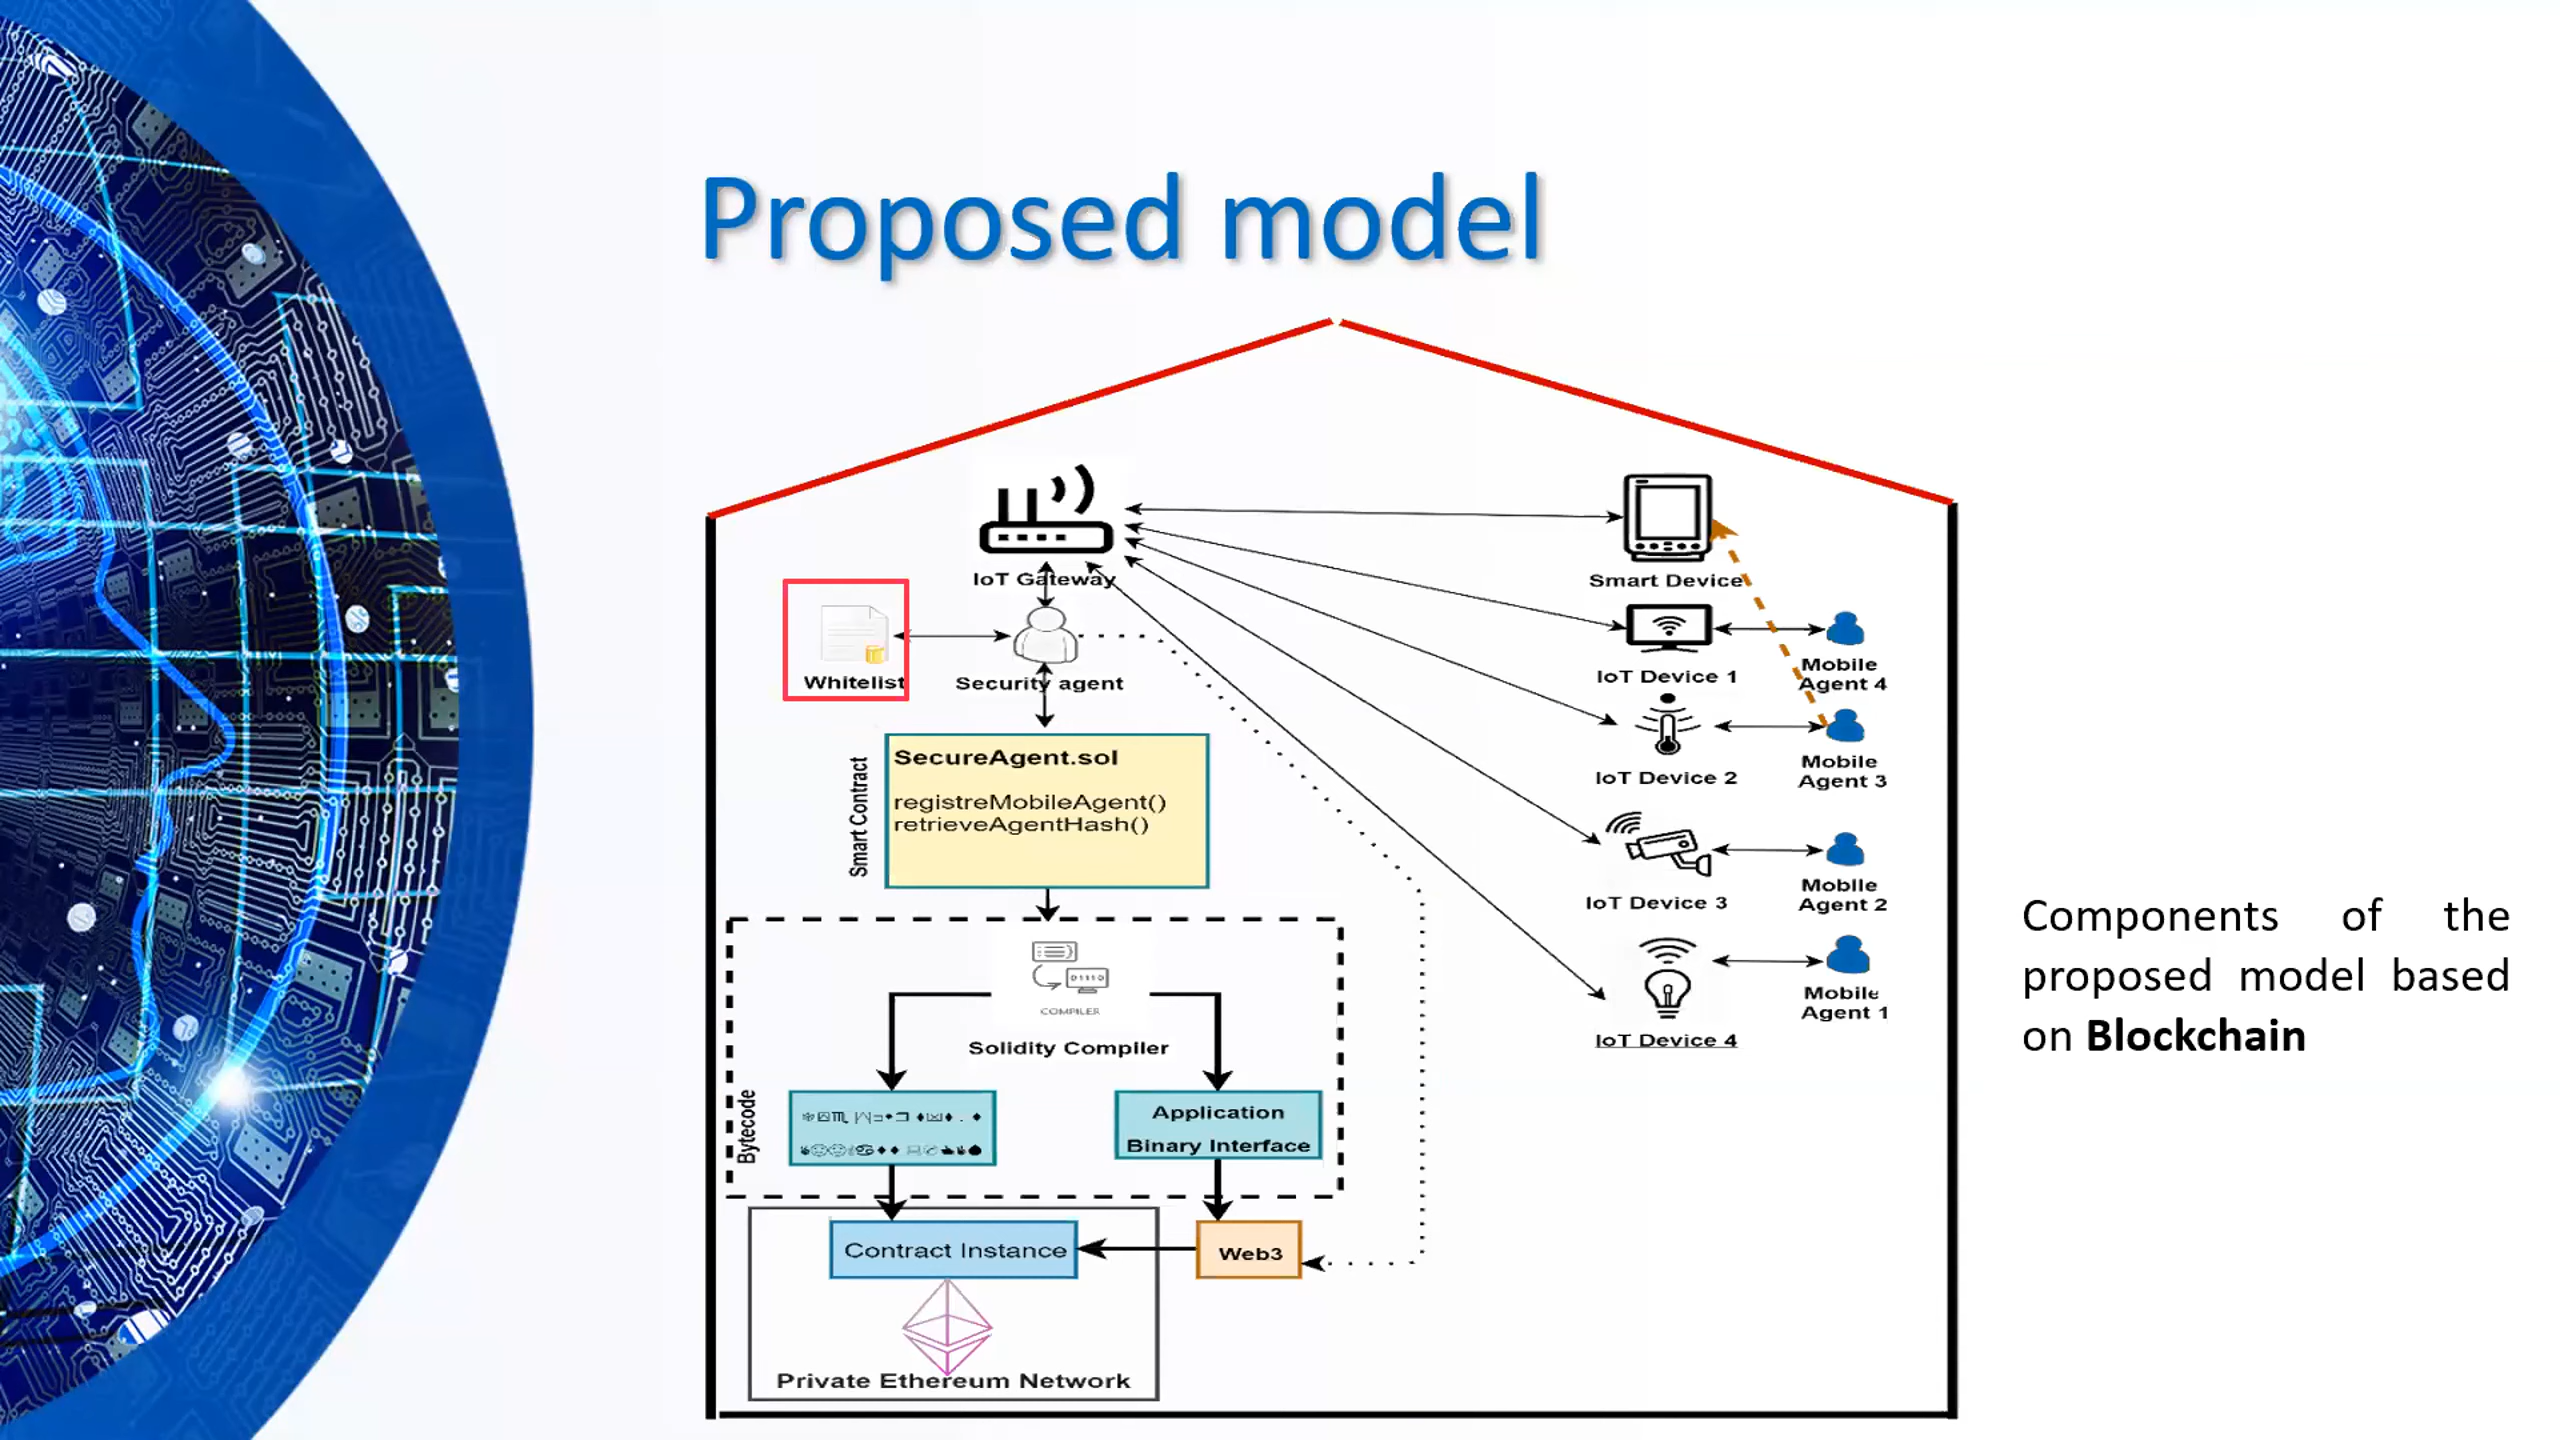 Proposed model
IoT Gateway
Smart Device
Whitelist
Security agent
IoT Device 1
Mobile
Agent 4
SecureAgent.sol
registreMobileAgent()
retrieveAgentHash()
Smart Contract
IoT Device 2
Mobile
Agent 3
IoT Device 3
Mobile
Agent 2
IoT Device 4
Mobile
Agent 1
COMPILER
Solidity Compiler
Bytecode
Application
Binary Interface
Contract Instance
Web3
Private Ethereum Network
Components of the
proposed model based
on Blockchain